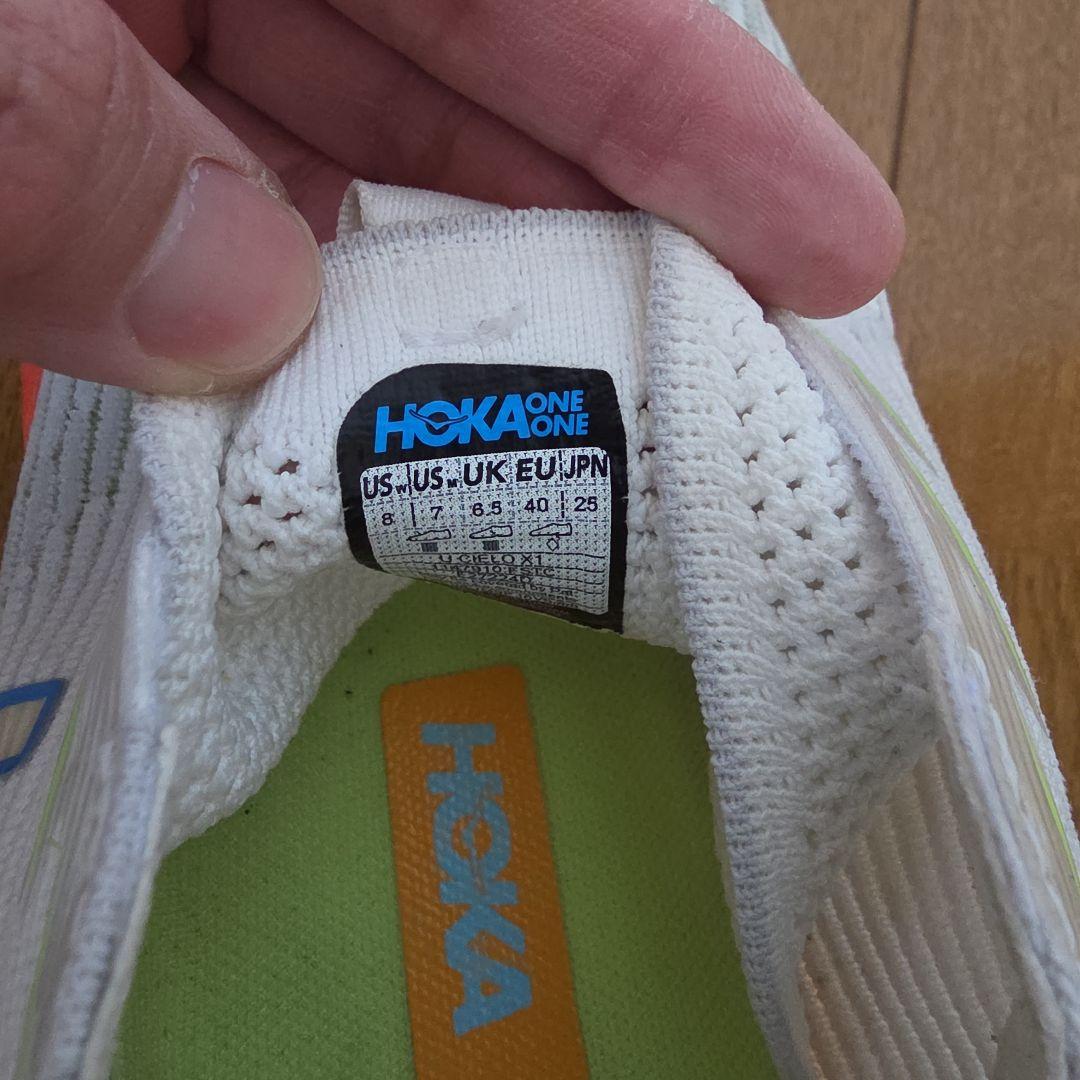 HOKA ONE ONE
US W US M UK EU JPN
8 7 6.5 40 25
U CIELO X1
HOKA